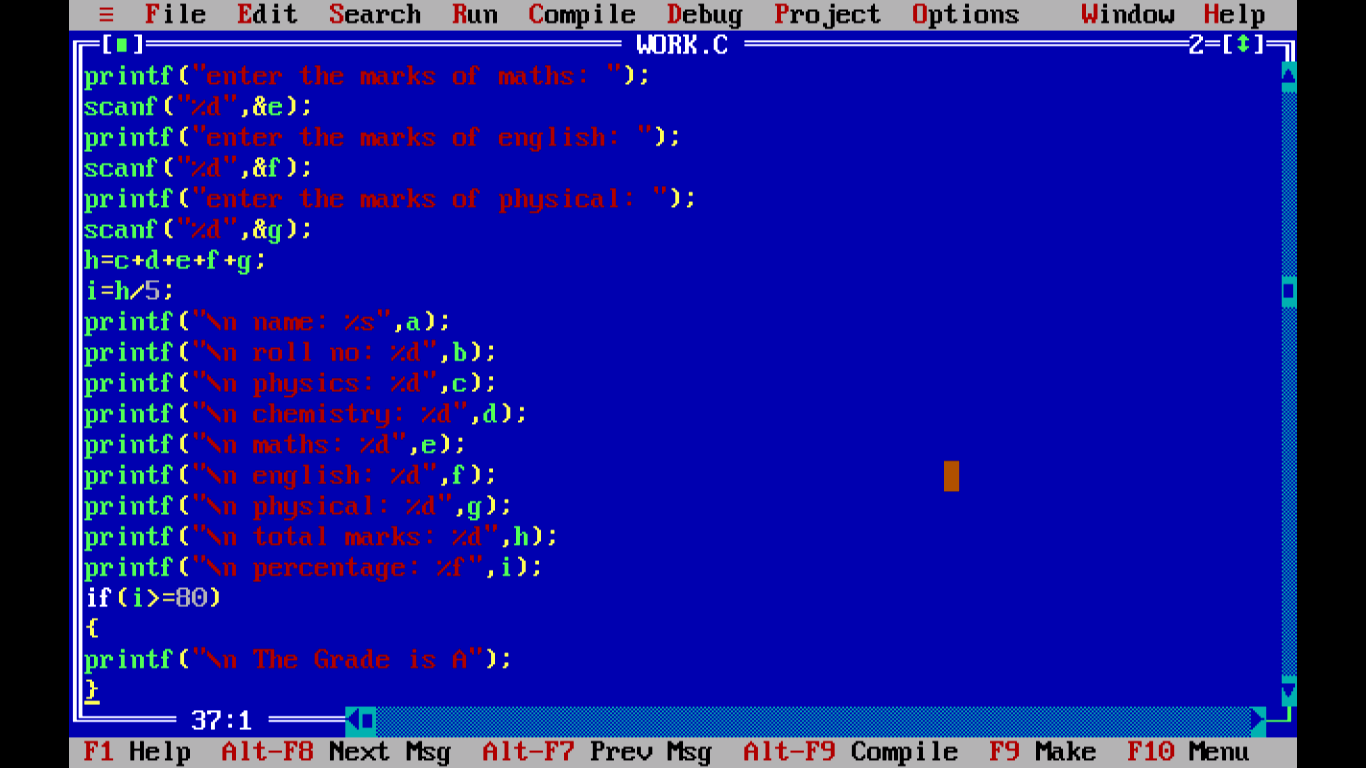 ≡ File Edit Search Run Compile Debug Project Options Window Help
[■] WORK.C 2=[↕]
printf("enter the marks of maths: ");
scanf("%d",&e);
printf("enter the marks of english: ");
scanf("%d",&f);
printf("enter the marks of physical: ");
scanf("%d",&g);
h=c+d+e+f+g;
i=h/5;
printf("\n name: %s",a);
printf("\n roll no: %d",b);
printf("\n physics: %d",c);
printf("\n chemistry: %d",d);
printf("\n maths: %d",e);
printf("\n english: %d",f);
printf("\n physical: %d",g);
printf("\n total marks: %d",h);
printf("\n percentage: %f",i);
if(i>=80)
{
printf("\n The Grade is A");
}
37:1
F1 Help Alt-F8 Next Msg Alt-F7 Prev Msg Alt-F9 Compile F9 Make F10 Menu